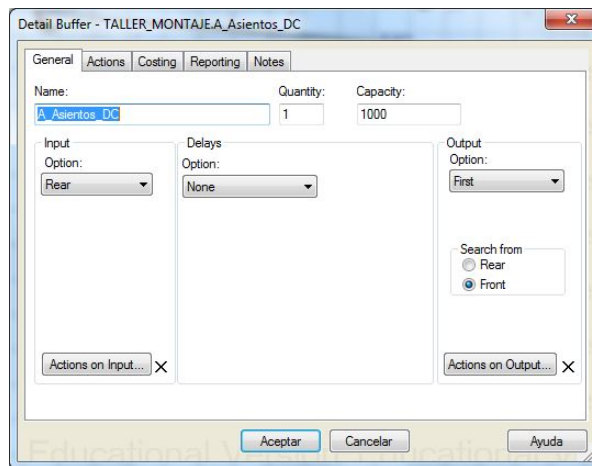 Detail Buffer - TALLER_MONTAJE.A_Asientos_DC
General Actions Costing Reporting Notes
Name: Quantity: Capacity:
A_Asientos_DC 1 1000
Input Delays Output
Option: Option: Option:
Rear None First
Search from
Rear
Front
Actions on Input... X Actions on Output... X
Aceptar Cancelar Ayuda
Educational Version Educational V